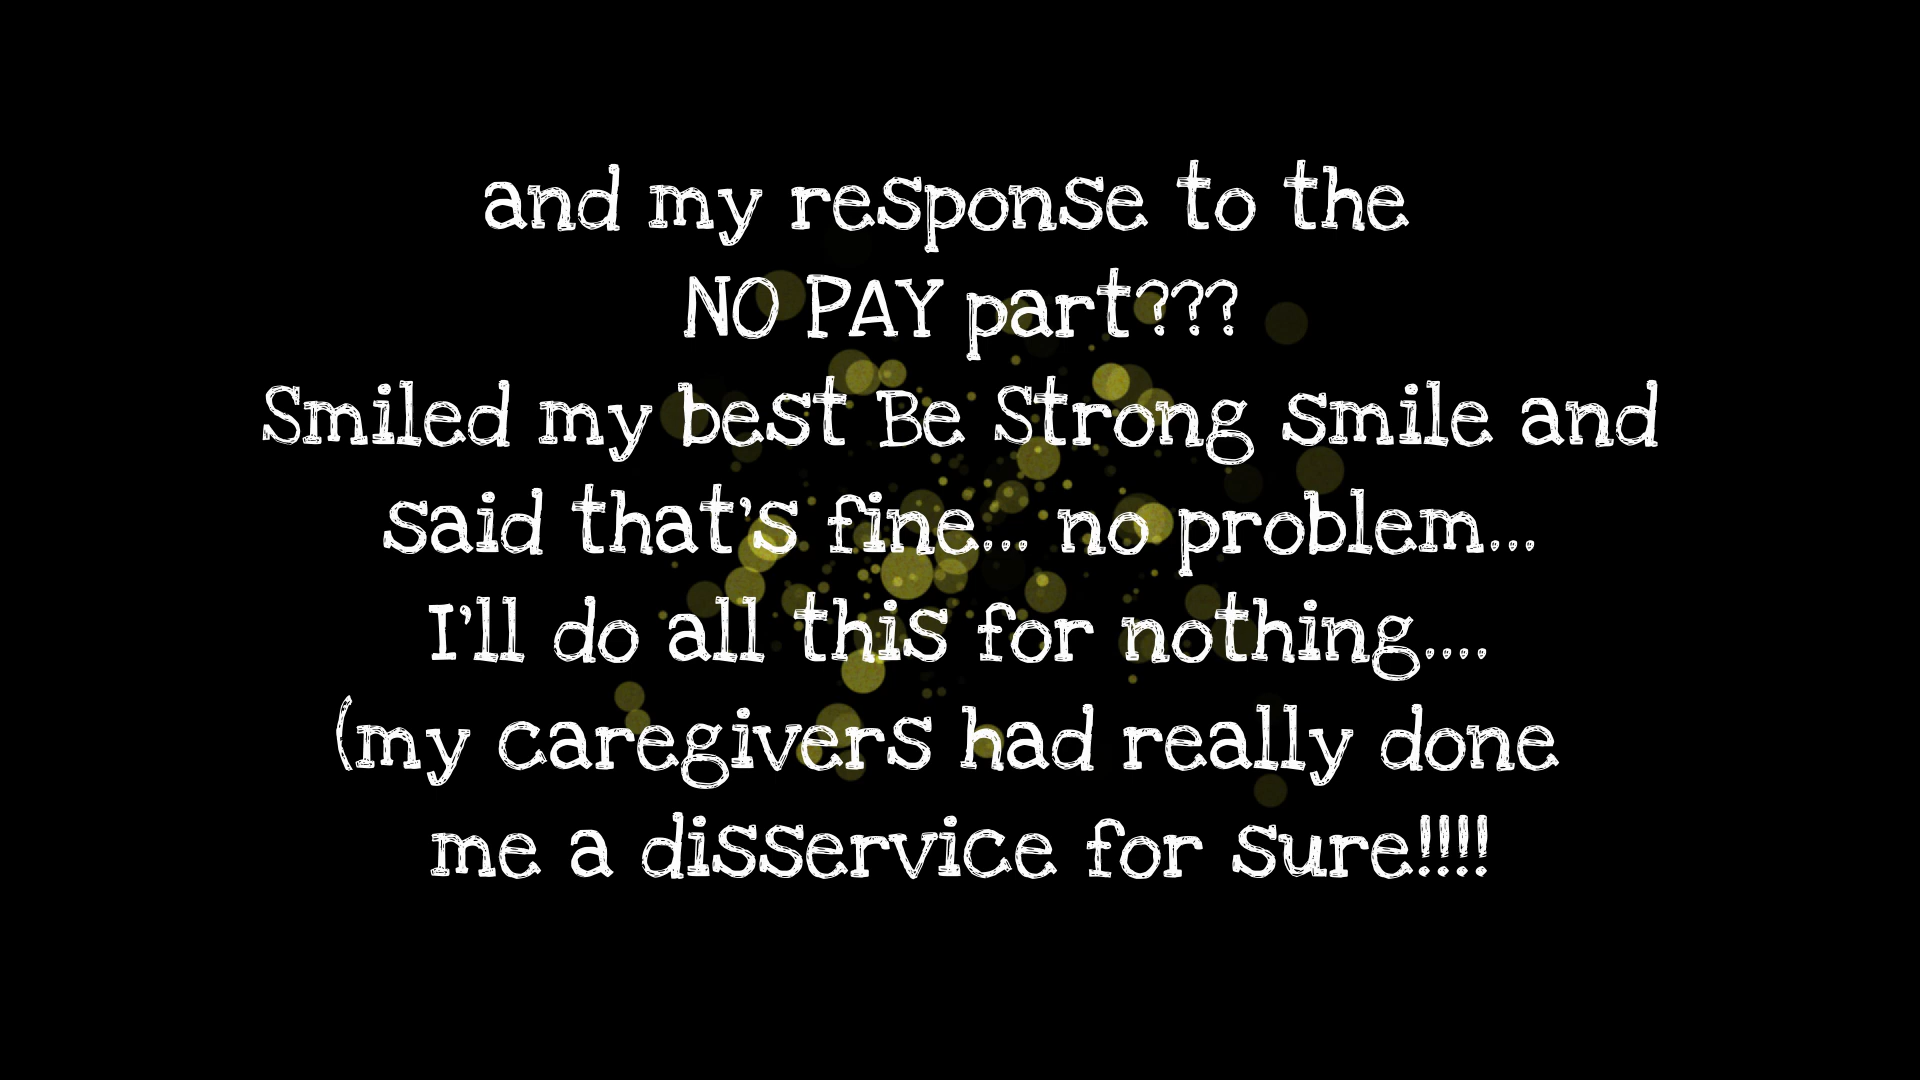 and my response to the
NO PAY part???
Smiled my best Be Strong smile and
said that's fine... no problem...
I'll do all this for nothing....
(my caregivers had really done
me a disservice for sure!!!!